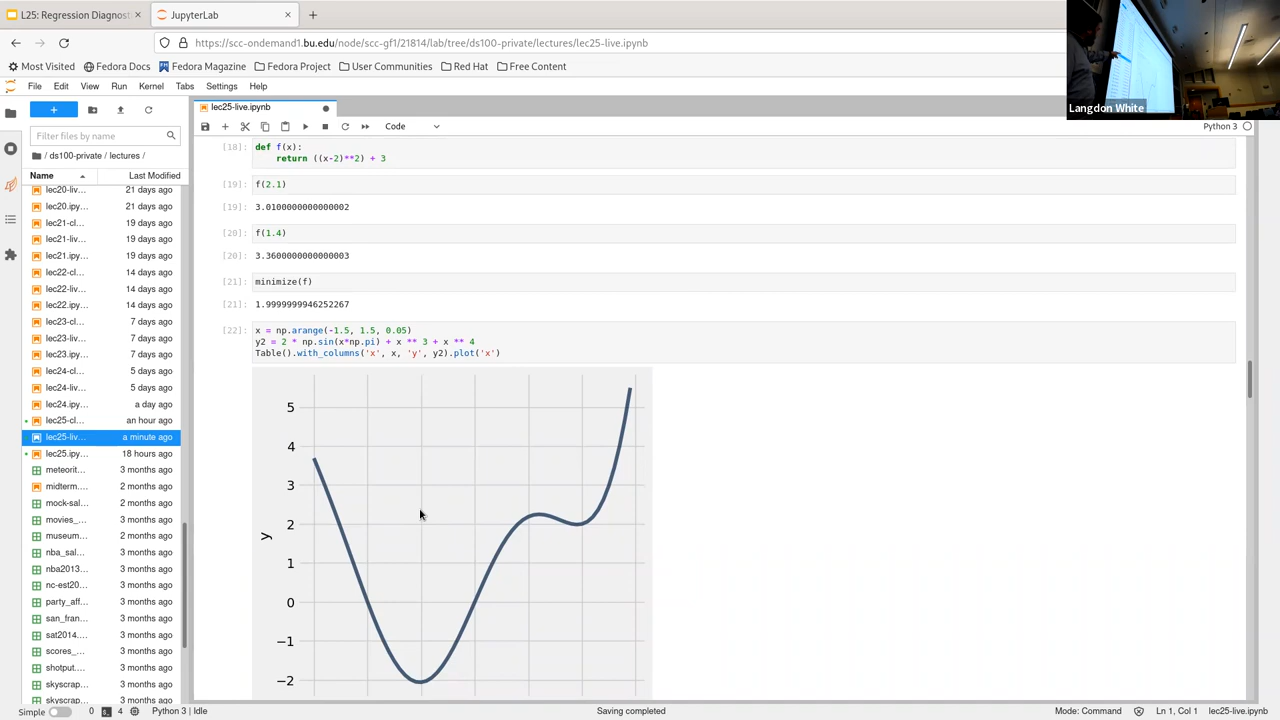 L25: Regression Diagnost
JupyterLab
https://scc-ondemand1.bu.edu/node/scc-gf1/21814/lab/tree/ds100-private/lectures/lec25-live.ipynb
Most Visited
Fedora Docs
Fedora Magazine
Fedora Project
User Communities
Red Hat
Free Content
Langdon White
File Edit View Run Kernel Tabs Settings Help
lec25-live.ipynb
Code
Python 3
Filter files by name
/ ds100-private / lectures /
Name Last Modified
lec20-liv... 21 days ago
lec20.ipy... 21 days ago
lec21-cl... 19 days ago
lec21-liv... 19 days ago
lec21.ipy... 19 days ago
lec22-cl... 14 days ago
lec22-liv... 14 days ago
lec22.ipy... 14 days ago
lec23-cl... 7 days ago
lec23-liv... 7 days ago
lec23.ipy... 7 days ago
lec24-cl... 5 days ago
lec24-liv... 5 days ago
lec24.ipy... a day ago
lec25-cl... an hour ago
lec25-liv... a minute ago
lec25.ipy... 18 hours ago
meteorit... 3 months ago
midterm.... 2 months ago
mock-sal... 2 months ago
movies_... 3 months ago
museum... 2 months ago
nba_sal... 3 months ago
nba2013... 3 months ago
nc-est20... 3 months ago
party_aff... 3 months ago
san_fran... 3 months ago
sat2014.... 3 months ago
scores_... 3 months ago
shotput.... 3 months ago
skyscrap... 3 months ago
skyscrap... 3 months ago
[18]: def f(x):
return ((x-2)**2) + 3
[19]: f(2.1)
[19]: 3.0100000000000002
[20]: f(1.4)
[20]: 3.3600000000000003
[21]: minimize(f)
[21]: 1.9999999946252267
[22]: x = np.arange(-1.5, 1.5, 0.05)
y2 = 2 * np.sin(x*np.pi) + x ** 3 + x ** 4
Table().with_columns('x', x, 'y', y2).plot('x')
5
4
3
2
1
0
−1
−2
y
Simple 0 4 Python 3 | Idle Saving completed Mode: Command Ln 1, Col 1 lec25-live.ipynb